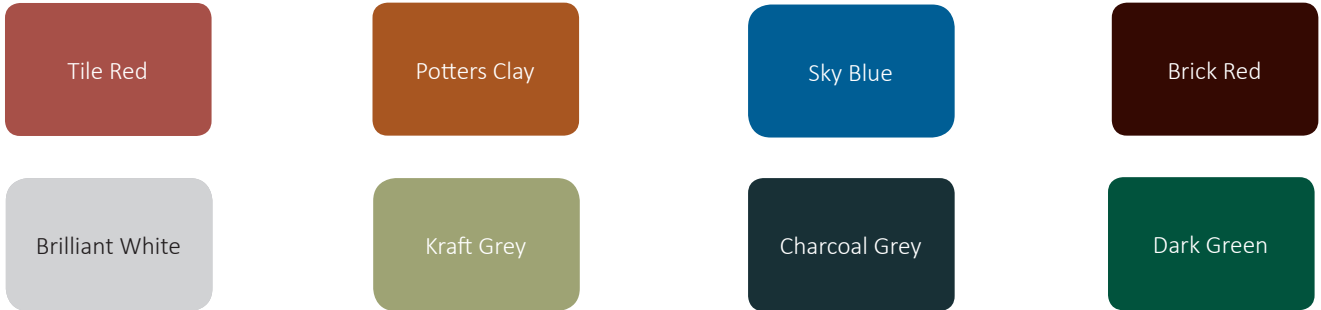 Tile Red
Potters Clay
Sky Blue
Brick Red
Brilliant White
Kraft Grey
Charcoal Grey
Dark Green